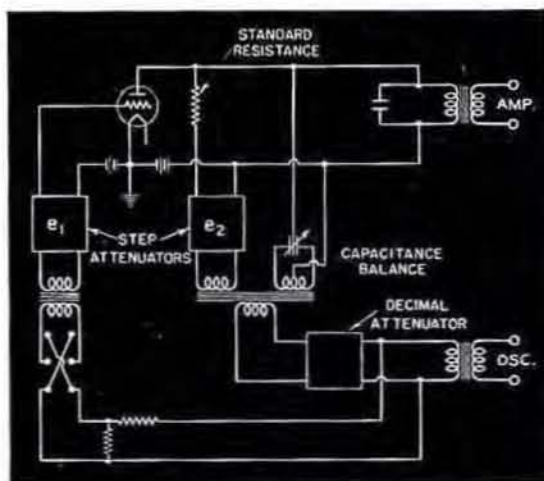 STANDARD
RESISTANCE
AMP.
e1
STEP
ATTENUATORS
e2
CAPACITANCE
BALANCE
DECIMAL
ATTENUATOR
OSC.